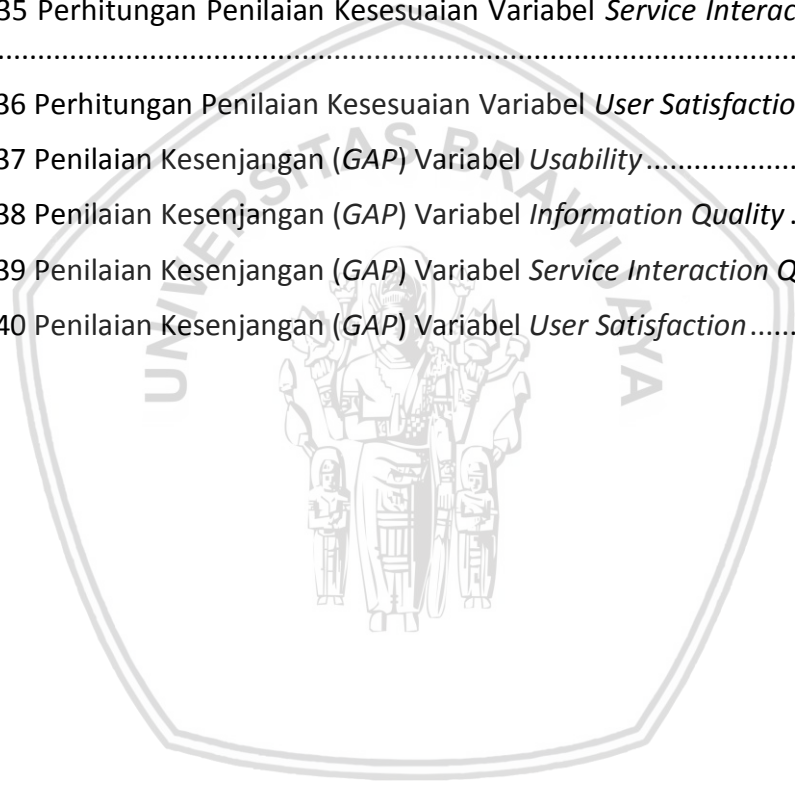 35 Perhitungan Penilaian Kesesuaian Variabel Service Interac
....................................................................................................
36 Perhitungan Penilaian Kesesuaian Variabel User Satisfactio
37 Penilaian Kesenjangan (GAP) Variabel Usability ....................
38 Penilaian Kesenjangan (GAP) Variabel Information Quality .
39 Penilaian Kesenjangan (GAP) Variabel Service Interaction Q
40 Penilaian Kesenjangan (GAP) Variabel User Satisfaction ......
UNIVERSITAS BRAWIJAYA